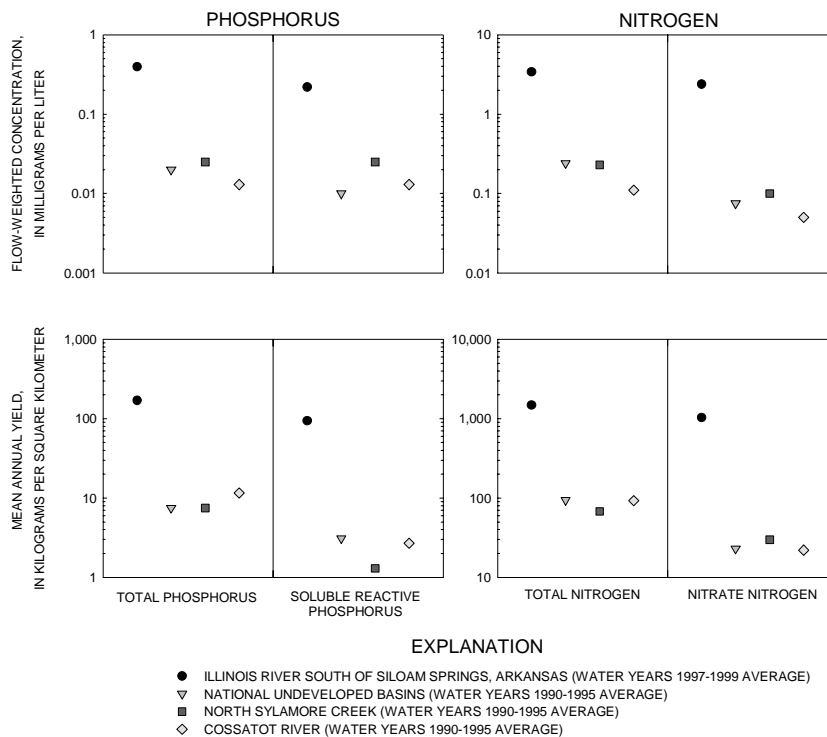 PHOSPHORUS
NITROGEN
FLOW-WEIGHTED CONCENTRATION,
IN MILLIGRAMS PER LITER
1
0.1
0.01
0.001
10
1
0.1
0.01
MEAN ANNUAL YIELD,
IN KILOGRAMS PER SQUARE KILOMETER
1,000
100
10
1
10,000
1,000
100
10
TOTAL PHOSPHORUS
SOLUBLE REACTIVE
PHOSPHORUS
TOTAL NITROGEN
NITRATE NITROGEN
EXPLANATION
ILLINOIS RIVER SOUTH OF SILOAM SPRINGS, ARKANSAS (WATER YEARS 1997-1999 AVERAGE)
NATIONAL UNDEVELOPED BASINS (WATER YEARS 1990-1995 AVERAGE)
NORTH SYLAMORE CREEK (WATER YEARS 1990-1995 AVERAGE)
COSSATOT RIVER (WATER YEARS 1990-1995 AVERAGE)